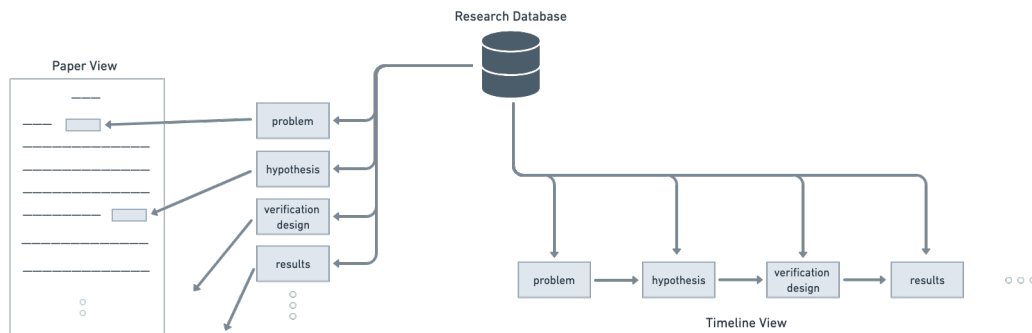 Research Database
Paper View
problem
hypothesis
verification
design
results
problem
hypothesis
verification
design
results
Timeline View